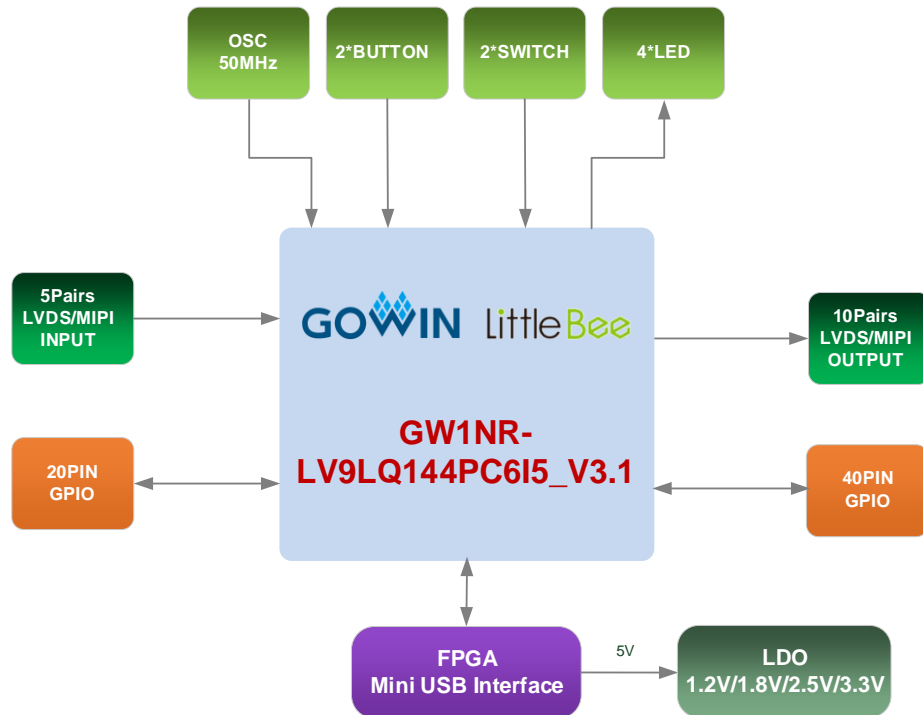 OSC
50MHz
2*BUTTON
2*SWITCH
4*LED
5Pairs
LVDS/MIPI
INPUT
GOWIN
LittleBee
10Pairs
LVDS/MIPI
OUTPUT
GW1NR-
LV9LQ144PC6I5_V3.1
20PIN
GPIO
40PIN
GPIO
FPGA
Mini USB Interface
5V
LDO
1.2V/1.8V/2.5V/3.3V